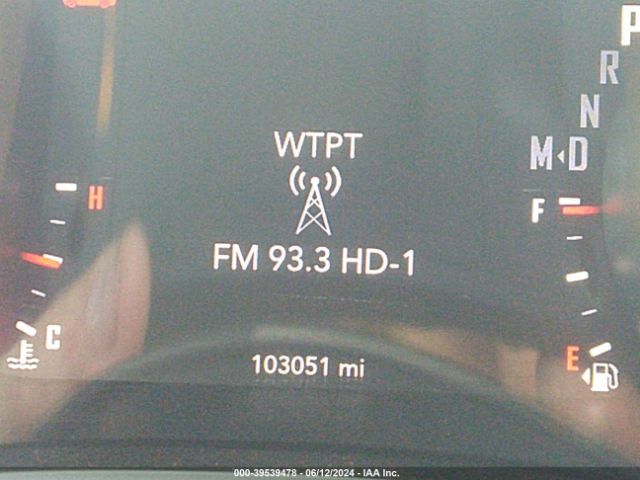 P
R
N
M◂D
WTPT
H
F
FM 93.3 HD-1
C
E
103051 mi
000-39539478 - 06/12/2024 - IAA Inc.